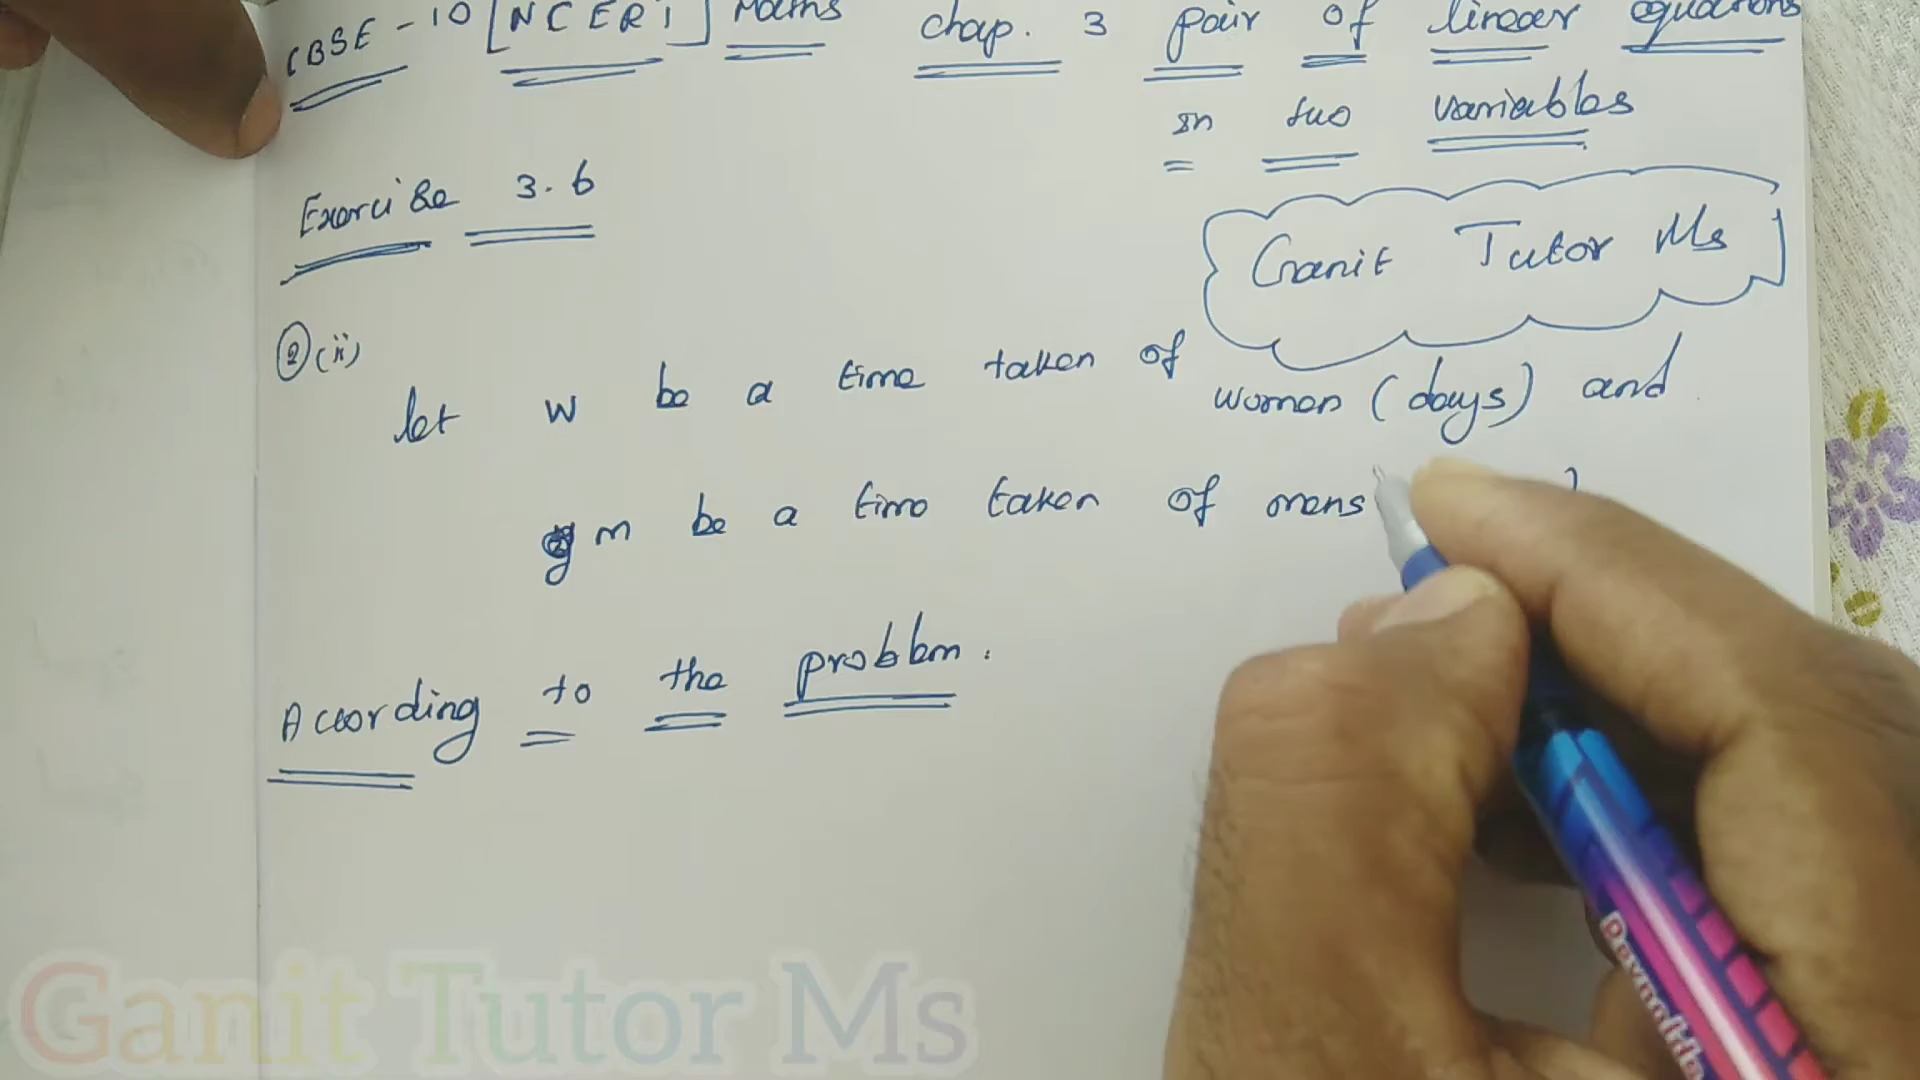 CBSE - 10 [NCERT] Maths chap. 3 pair of linear equations
in two variables
Exercise 3.6
Ganit Tutor Ms
2 (ii)
let w be a time taken of women (days) and
m be a time taken of mens
According to the problem.
Ganit Tutor Ms